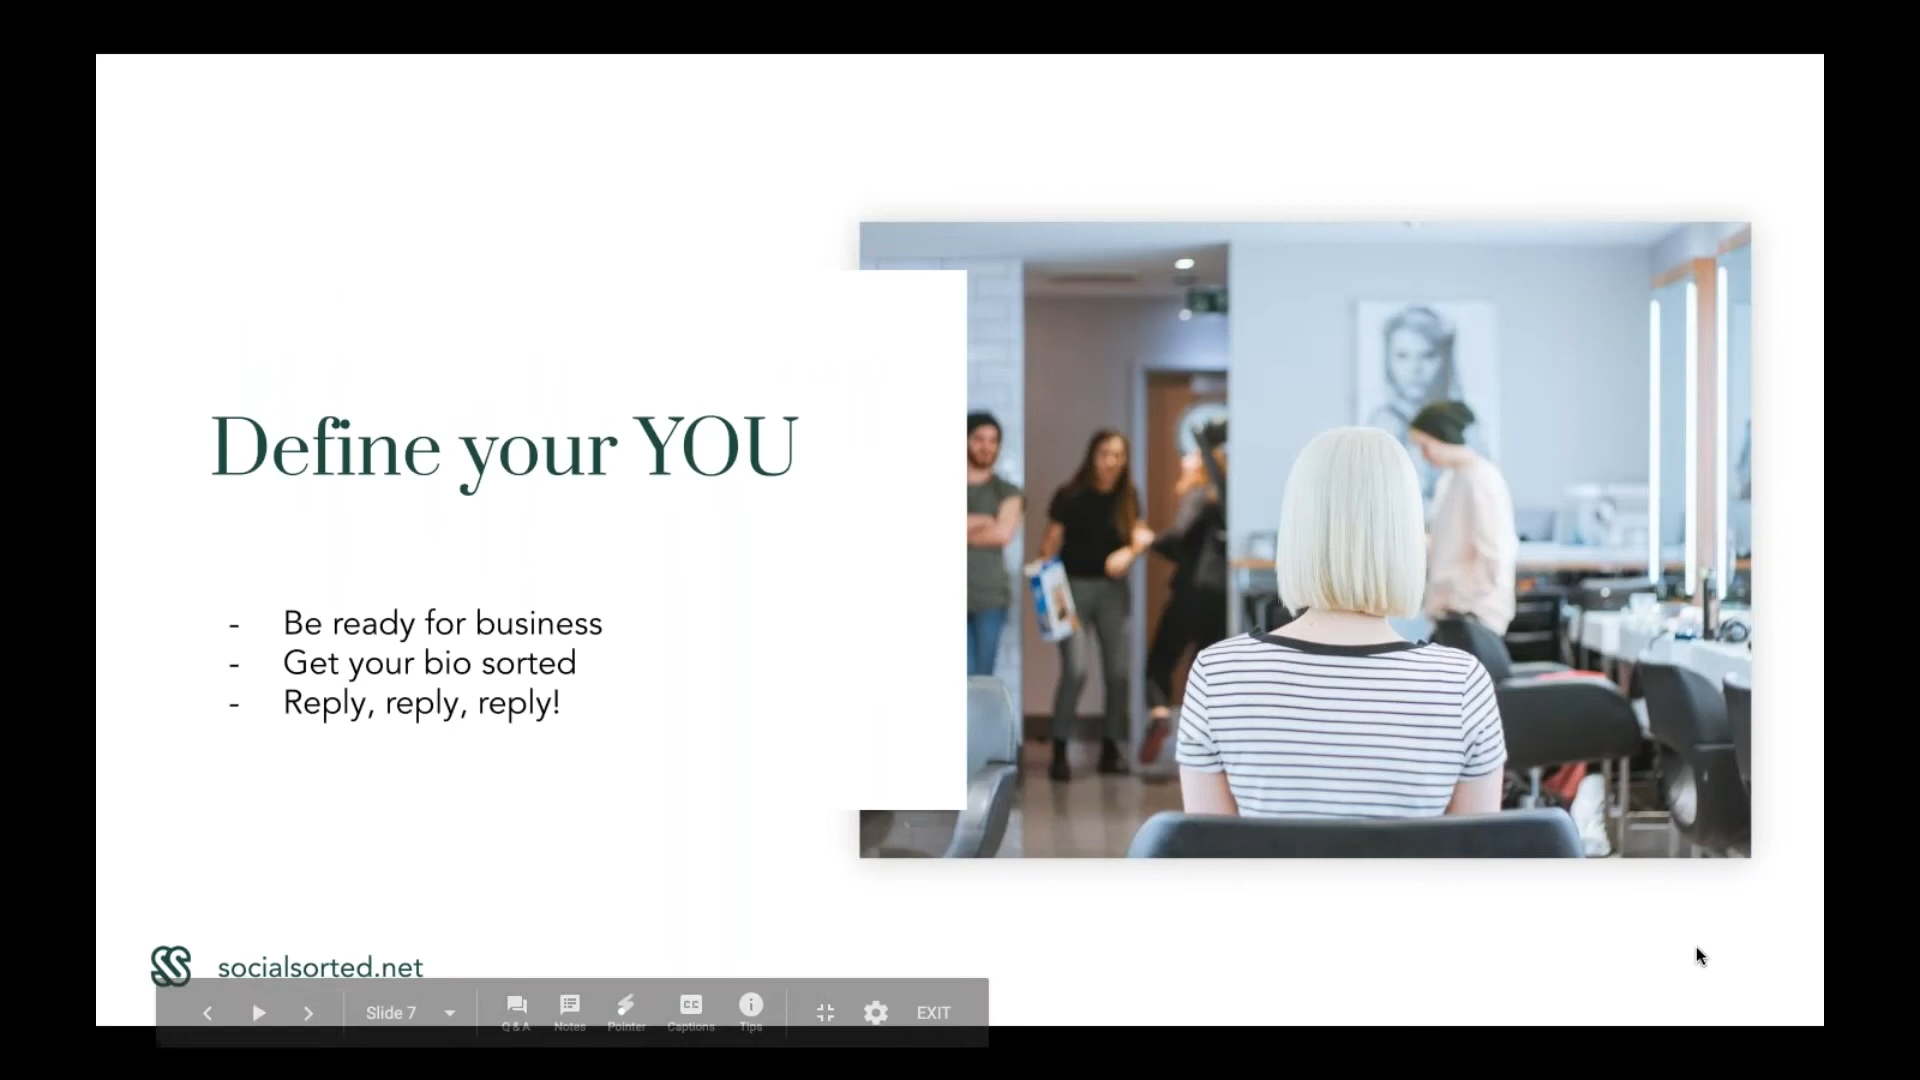 Define your YOU
- Be ready for business
- Get your bio sorted
- Reply, reply, reply!
socialsorted.net
Slide 7
Q & A
Notes
Pointer
CC
Captions
Tips
EXIT